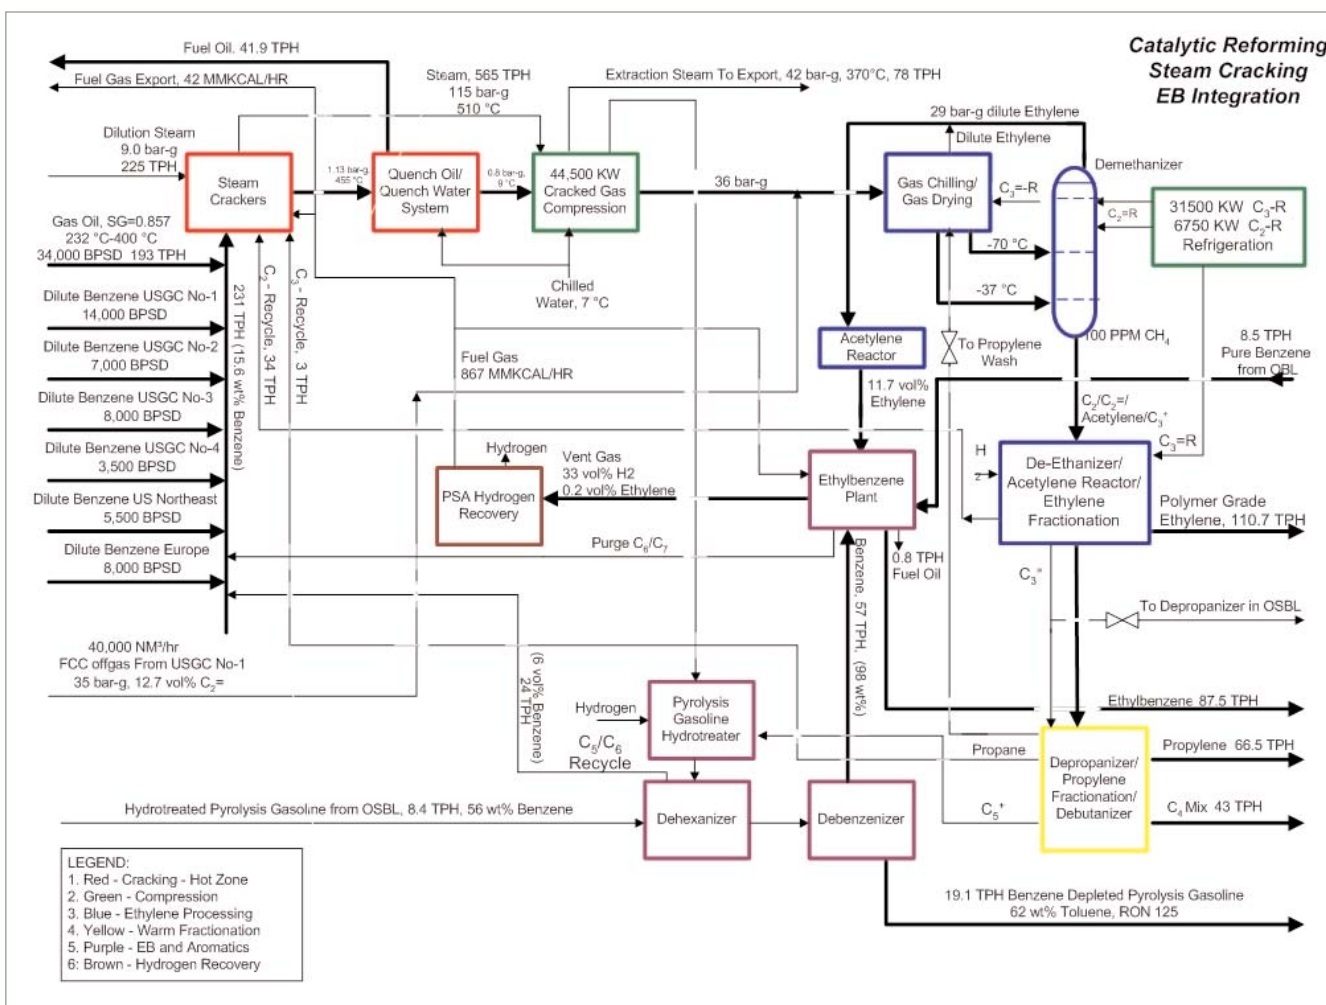 Catalytic Reforming
Steam Cracking
EB Integration
Fuel Oil. 41.9 TPH
Fuel Gas Export, 42 MMKCAL/HR
Steam, 565 TPH
115 bar-g
510 °C
Extraction Steam To Export, 42 bar-g, 370°C, 78 TPH
29 bar-g dilute Ethylene
Dilute Ethylene
Dilution Steam
9.0 bar-g
225 TPH
Steam
Crackers
1.13 bar-g,
455 °C
Quench Oil/
Quench Water
System
0.8 bar-g,
9 °C
44,500 KW
Cracked Gas
Compression
36 bar-g
Gas Chilling/
Gas Drying
C3=-R
Demethanizer
C2=R
31500 KW C3-R
6750 KW C2-R
Refrigeration
-70 °C
-37 °C
Gas Oil, SG=0.857
232 °C-400 °C
34,000 BPSD 193 TPH
Dilute Benzene USGC No-1
14,000 BPSD
Dilute Benzene USGC No-2
7,000 BPSD
Dilute Benzene USGC No-3
8,000 BPSD
Dilute Benzene USGC No-4
3,500 BPSD
Dilute Benzene US Northeast
5,500 BPSD
Dilute Benzene Europe
8,000 BPSD
231 TPH (15.6 wt% Benzene)
C2- Recycle, 34 TPH
C3- Recycle, 3 TPH
Chilled
Water, 7 °C
Fuel Gas
867 MMKCAL/HR
Acetylene
Reactor
To Propylene
Wash
100 PPM CH4
8.5 TPH
Pure Benzene
from OBL
11.7 vol%
Ethylene
C2/C2=/
Acetylene/C3+
C3=R
Hydrogen
Vent Gas
33 vol% H2
0.2 vol% Ethylene
PSA Hydrogen
Recovery
Ethylbenzene
Plant
H2
De-Ethanizer/
Acetylene Reactor/
Ethylene
Fractionation
Polymer Grade
Ethylene, 110.7 TPH
Purge C6/C7
0.8 TPH
Fuel Oil
Benzene, 57 TPH, (98 wt%)
C3+
To Depropanizer in OSBL
40,000 NM3/hr
FCC offgas From USGC No-1
35 bar-g, 12.7 vol% C2=
(6 vol% Benzene)
24 TPH
Hydrogen
Pyrolysis
Gasoline
Hydrotreater
C5/C6
Recycle
Ethylbenzene 87.5 TPH
Propane
Depropanizer/
Propylene
Fractionation/
Debutanizer
Propylene 66.5 TPH
C4 Mix 43 TPH
C5+
Hydrotreated Pyrolysis Gasoline from OSBL, 8.4 TPH, 56 wt% Benzene
Dehexanizer
Debenzenizer
19.1 TPH Benzene Depleted Pyrolysis Gasoline
62 wt% Toluene, RON 125
LEGEND:
1. Red - Cracking - Hot Zone
2. Green - Compression
3. Blue - Ethylene Processing
4. Yellow - Warm Fractionation
5. Purple - EB and Aromatics
6: Brown - Hydrogen Recovery